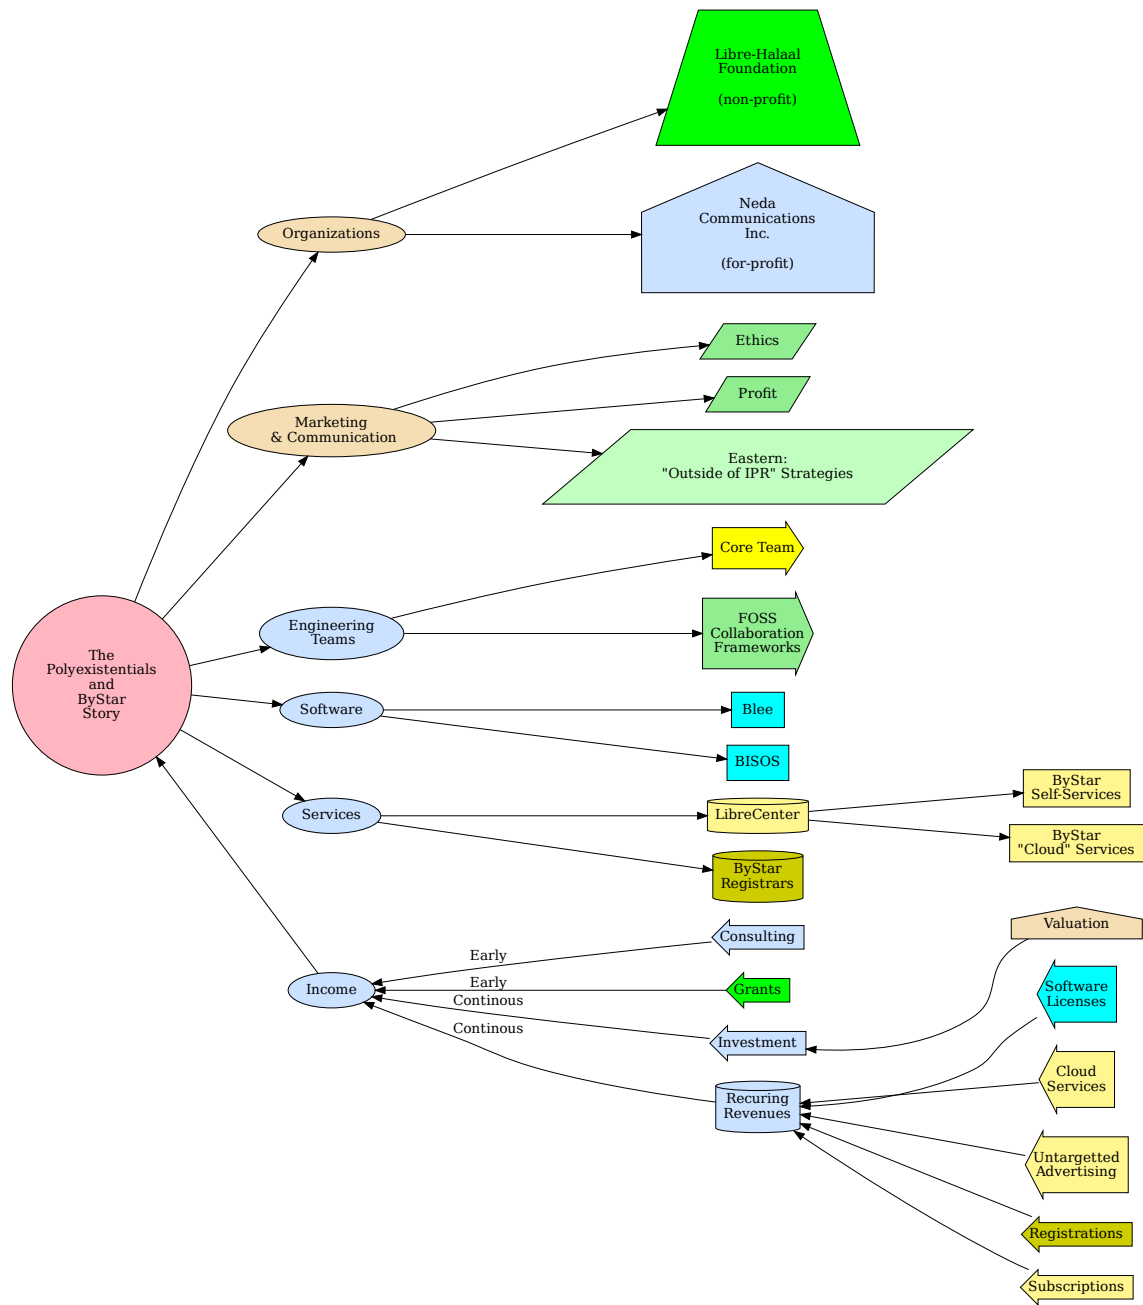 Libre-Halaal
Foundation
(non-profit)
Neda
Communications
Inc.
(for-profit)
Organizations
Ethics
Profit
Marketing
& Communication
Eastern:
"Outside of IPR" Strategies
Core Team
Engineering
Teams
FOSS
Collaboration
Frameworks
The
Polyexistentials
and
ByStar
Story
Software
Blee
BISOS
Services
LibreCenter
ByStar
Self-Services
ByStar
"Cloud" Services
ByStar
Registrars
Valuation
Consulting
Early
Income
Early
Grants
Continous
Software
Licenses
Continous
Investment
Cloud
Services
Recuring
Revenues
Untargetted
Advertising
Registrations
Subscriptions